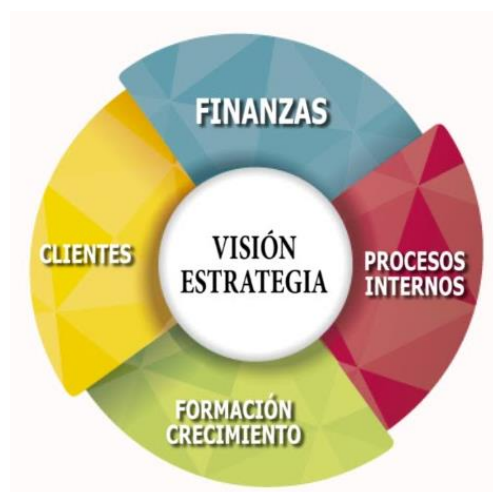 FINANZAS
CLIENTES
VISIÓN
ESTRATEGIA
PROCESOS
INTERNOS
FORMACIÓN
CRECIMIENTO